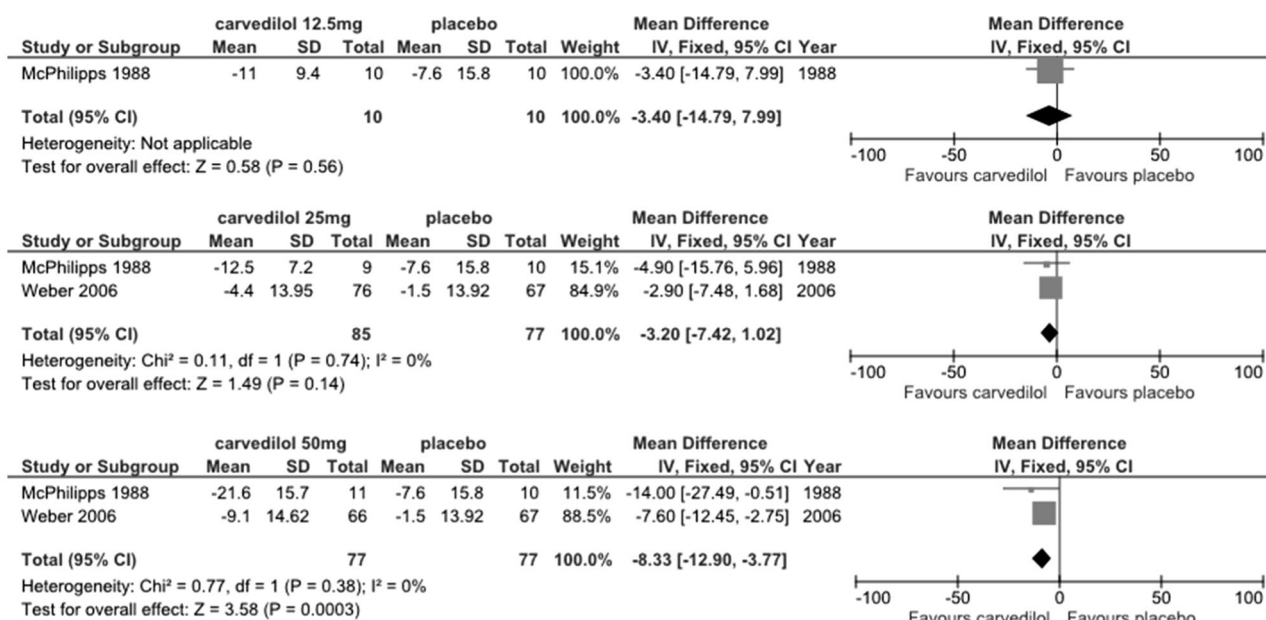 carvedilol 12.5mg placebo Mean Difference Mean Difference
Study or Subgroup Mean SD Total Mean SD Total Weight IV, Fixed, 95% CI Year IV, Fixed, 95% CI
McPhilipps 1988 -11 9.4 10 -7.6 15.8 10 100.0% -3.40 [-14.79, 7.99] 1988
Total (95% CI) 10 10 100.0% -3.40 [-14.79, 7.99]
Heterogeneity: Not applicable
Test for overall effect: Z = 0.58 (P = 0.56)
-100 -50 0 50 100
Favours carvedilol Favours placebo
carvedilol 25mg placebo Mean Difference Mean Difference
Study or Subgroup Mean SD Total Mean SD Total Weight IV, Fixed, 95% CI Year IV, Fixed, 95% CI
McPhilipps 1988 -12.5 7.2 9 -7.6 15.8 10 15.1% -4.90 [-15.76, 5.96] 1988
Weber 2006 -4.4 13.95 76 -1.5 13.92 67 84.9% -2.90 [-7.48, 1.68] 2006
Total (95% CI) 85 77 100.0% -3.20 [-7.42, 1.02]
Heterogeneity: Chi² = 0.11, df = 1 (P = 0.74); I² = 0%
Test for overall effect: Z = 1.49 (P = 0.14)
-100 -50 0 50 100
Favours carvedilol Favours placebo
carvedilol 50mg placebo Mean Difference Mean Difference
Study or Subgroup Mean SD Total Mean SD Total Weight IV, Fixed, 95% CI Year IV, Fixed, 95% CI
McPhilipps 1988 -21.6 15.7 11 -7.6 15.8 10 11.5% -14.00 [-27.49, -0.51] 1988
Weber 2006 -9.1 14.62 66 -1.5 13.92 67 88.5% -7.60 [-12.45, -2.75] 2006
Total (95% CI) 77 77 100.0% -8.33 [-12.90, -3.77]
Heterogeneity: Chi² = 0.77, df = 1 (P = 0.38); I² = 0%
Test for overall effect: Z = 3.58 (P = 0.0003)
-100 -50 0 50 100
Favours carvedilol Favours placebo